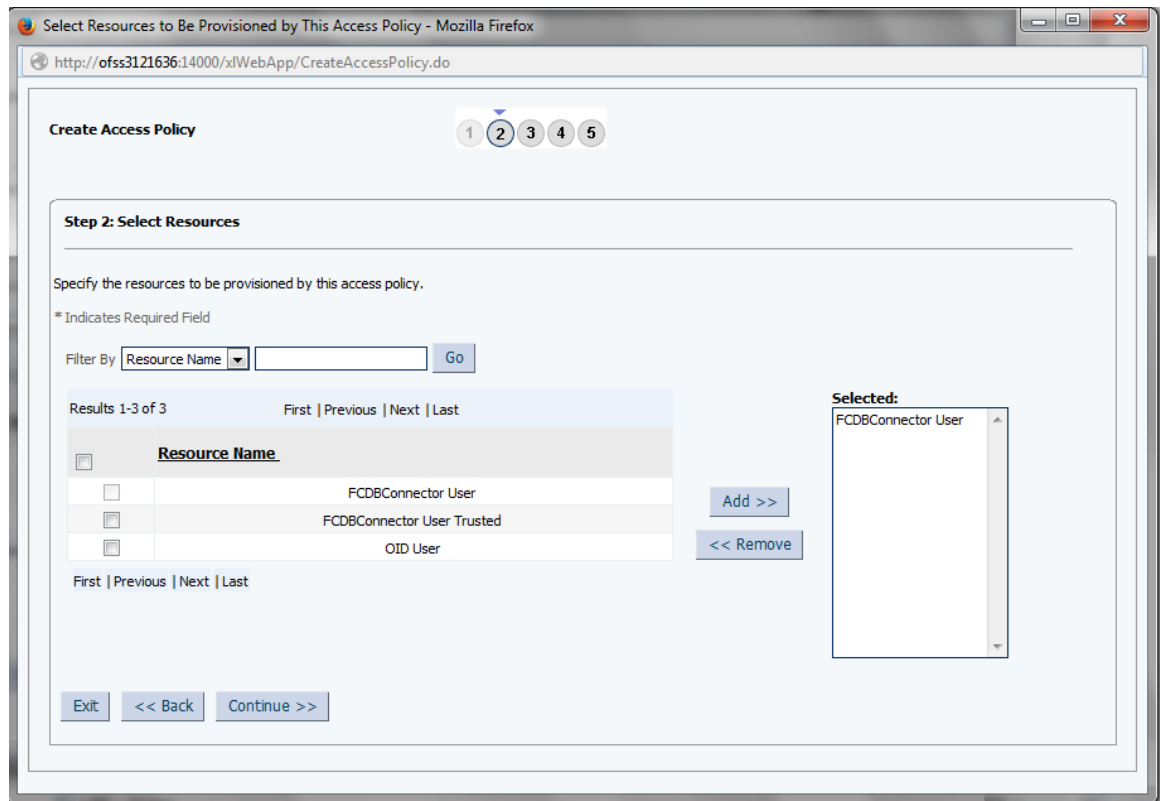 Select Resources to Be Provisioned by This Access Policy - Mozilla Firefox
http://ofss3121636:14000/xlWebApp/CreateAccessPolicy.do
Create Access Policy
1 2 3 4 5
Step 2: Select Resources
Specify the resources to be provisioned by this access policy.
* Indicates Required Field
Filter By Resource Name Go
Results 1-3 of 3 First | Previous | Next | Last
Resource Name
FCDBConnector User
FCDBConnector User Trusted
OID User
First | Previous | Next | Last
Add >>
<< Remove
Selected:
FCDBConnector User
Exit << Back Continue >>